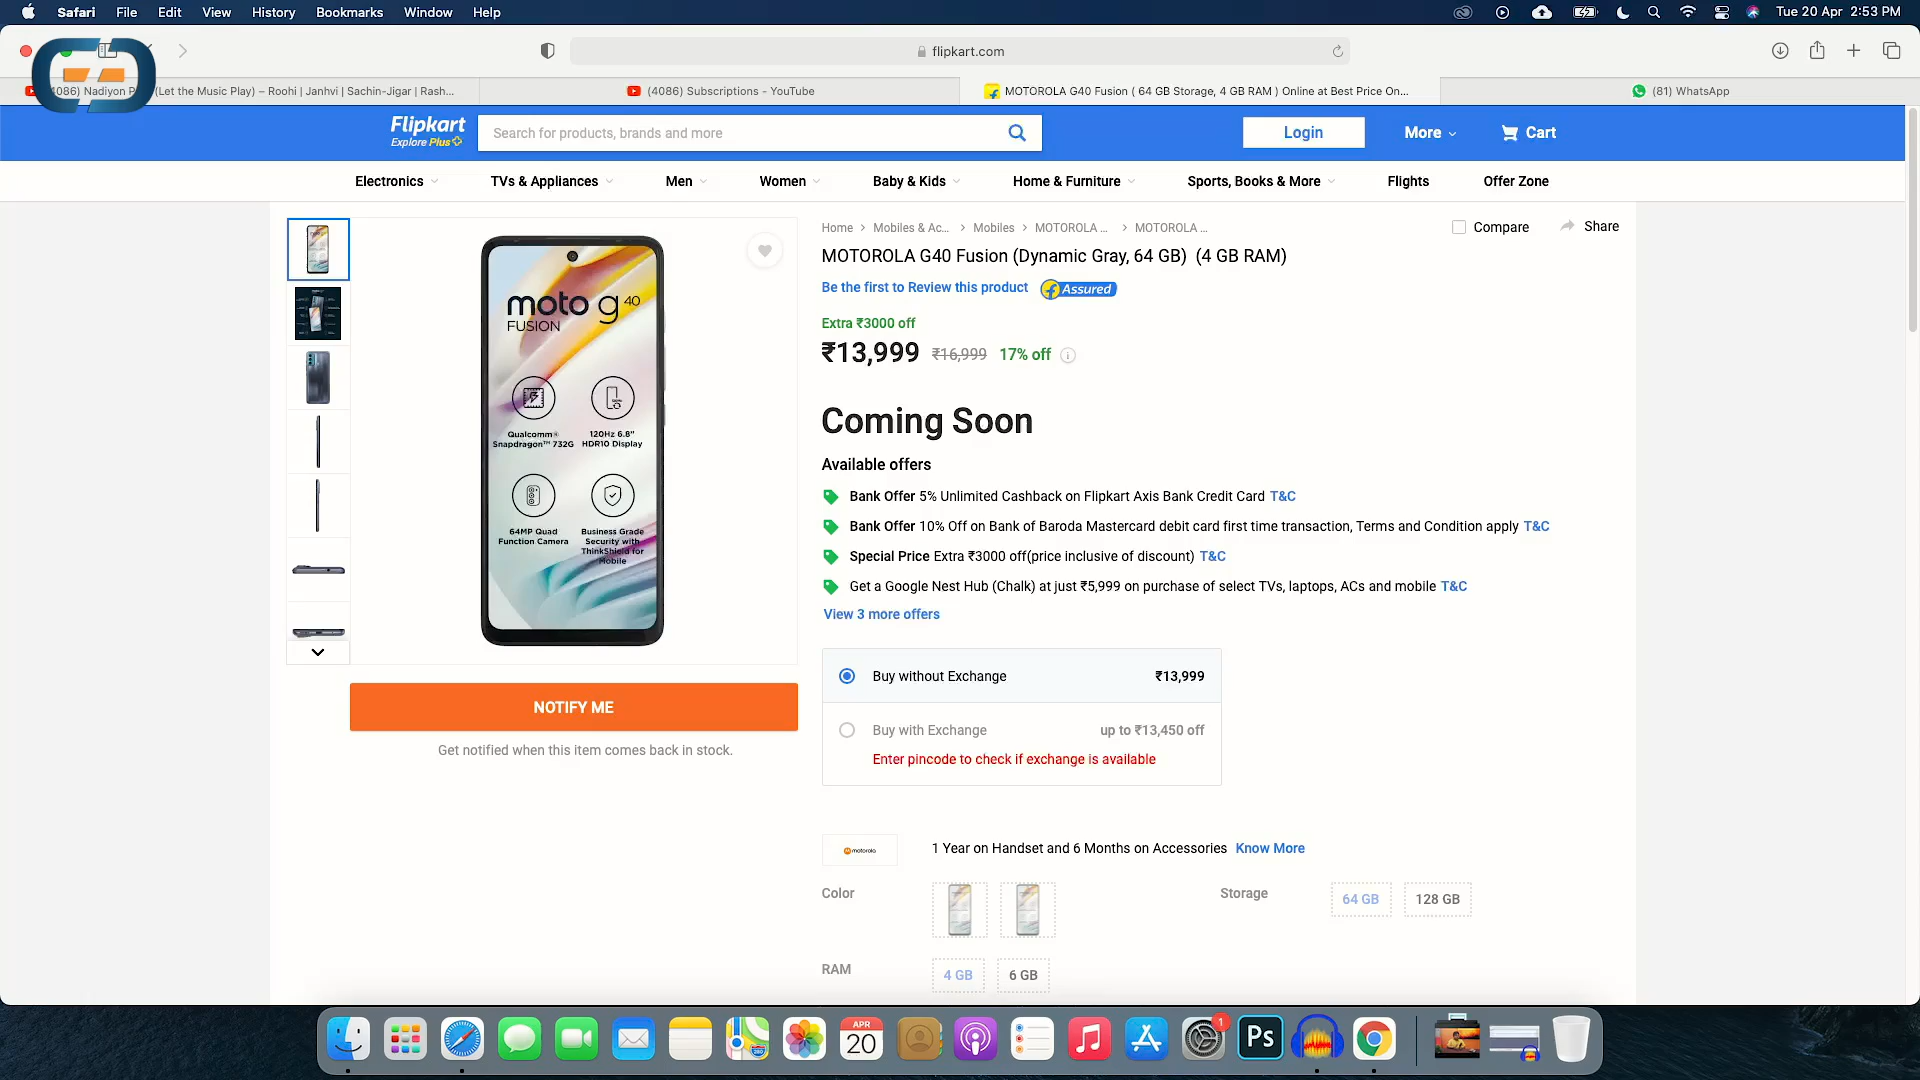 Safari File Edit View History Bookmarks Window Help
Tue 20 Apr 2:53 PM
flipkart.com
4086) Nadiyon P (Let the Music Play) – Roohi | Janhvi | Sachin-Jigar | Rash...
(4086) Subscriptions - YouTube
MOTOROLA G40 Fusion ( 64 GB Storage, 4 GB RAM ) Online at Best Price On...
(81) WhatsApp
Flipkart
Explore Plus
Search for products, brands and more
Login
More
Cart
Electronics
TVs & Appliances
Men
Women
Baby & Kids
Home & Furniture
Sports, Books & More
Flights
Offer Zone
Home > Mobiles & Ac... > Mobiles > MOTOROLA ... > MOTOROLA ...
Compare
Share
MOTOROLA G40 Fusion (Dynamic Gray, 64 GB) (4 GB RAM)
Be the first to Review this product
Assured
Extra ₹3000 off
₹13,999 ₹16,999 17% off
moto g 40
FUSION
Qualcomm®
Snapdragon™ 732G
120Hz 6.8"
HDR10 Display
64MP Quad
Function Camera
Business Grade
Security with
ThinkShield for
Mobile
Coming Soon
Available offers
Bank Offer 5% Unlimited Cashback on Flipkart Axis Bank Credit Card T&C
Bank Offer 10% Off on Bank of Baroda Mastercard debit card first time transaction, Terms and Condition apply T&C
Special Price Extra ₹3000 off(price inclusive of discount) T&C
Get a Google Nest Hub (Chalk) at just ₹5,999 on purchase of select TVs, laptops, ACs and mobile T&C
View 3 more offers
Buy without Exchange ₹13,999
Buy with Exchange up to ₹13,450 off
Enter pincode to check if exchange is available
NOTIFY ME
Get notified when this item comes back in stock.
motorola
1 Year on Handset and 6 Months on Accessories Know More
Color
Storage
64 GB
128 GB
RAM
4 GB
6 GB
APR
20
1
Ps